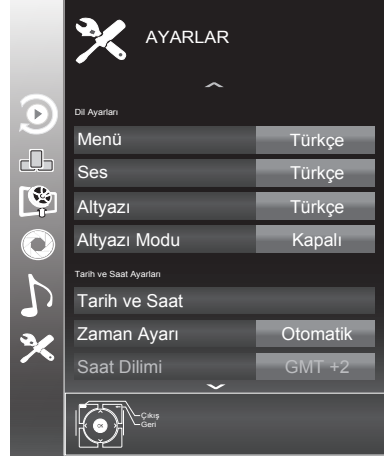 AYARLAR
Dil Ayarları
Menü Türkçe
Ses Türkçe
Altyazı Türkçe
Altyazı Modu Kapalı
Tarih ve Saat Ayarları
Tarih ve Saat
Zaman Ayarı Otomatik
Saat Dilimi GMT +2
Çıkış
Geri
OK